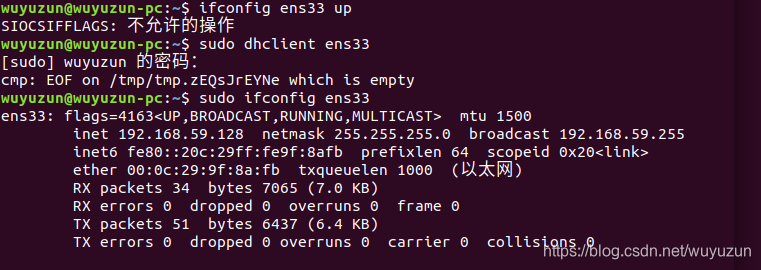 wuyuzun@wuyuzun-pc:~$ ifconfig ens33 up
SIOCSIFFLAGS: 不允许的操作
wuyuzun@wuyuzun-pc:~$ sudo dhclient ens33
[sudo] wuyuzun 的密码：
cmp: EOF on /tmp/tmp.zEQsJrEYNe which is empty
wuyuzun@wuyuzun-pc:~$ sudo ifconfig ens33
ens33: flags=4163<UP,BROADCAST,RUNNING,MULTICAST>  mtu 1500
        inet 192.168.59.128  netmask 255.255.255.0  broadcast 192.168.59.255
        inet6 fe80::20c:29ff:fe9f:8afb  prefixlen 64  scopeid 0x20<link>
        ether 00:0c:29:9f:8a:fb  txqueuelen 1000  (以太网)
        RX packets 34  bytes 7065 (7.0 KB)
        RX errors 0  dropped 0  overruns 0  frame 0
        TX packets 51  bytes 6437 (6.4 KB)
        TX errors 0  dropped 0 overruns 0  carrier 0  collisions 0
https://blog.csdn.net/wuyuzun